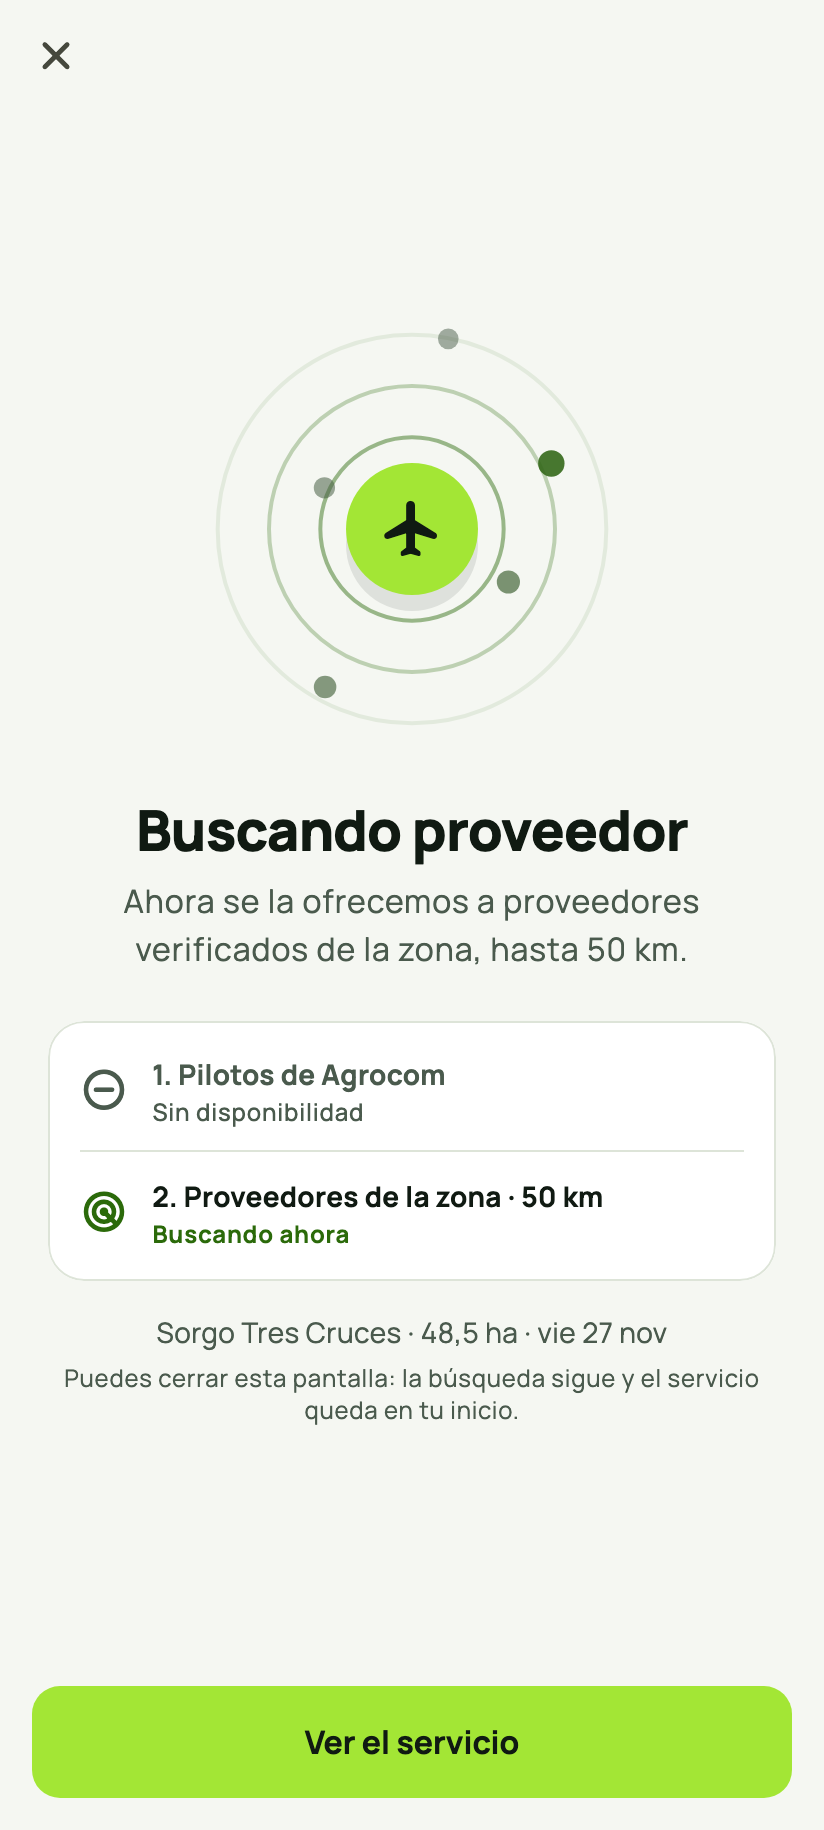 Buscando proveedor
Ahora se la ofrecemos a proveedores
verificados de la zona, hasta 50 km.
1. Pilotos de Agrocom
Sin disponibilidad
2. Proveedores de la zona · 50 km
Buscando ahora
Sorgo Tres Cruces · 48,5 ha · vie 27 nov
Puedes cerrar esta pantalla: la búsqueda sigue y el servicio
queda en tu inicio.
Ver el servicio